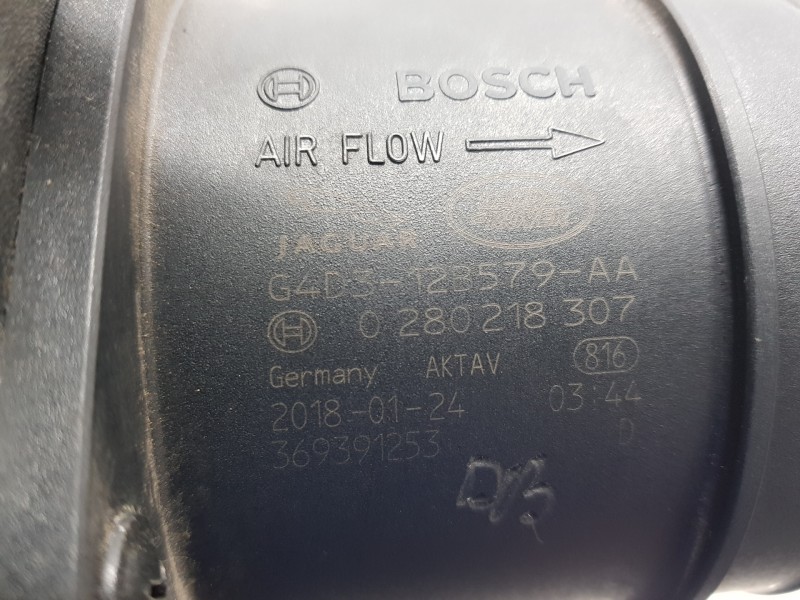 BOSCH
AIR FLOW
JAGUAR
G4D3-12B579-AA
0 280 218 307
Germany AKTAV 816
2018-01-24 03:44
369391253 D